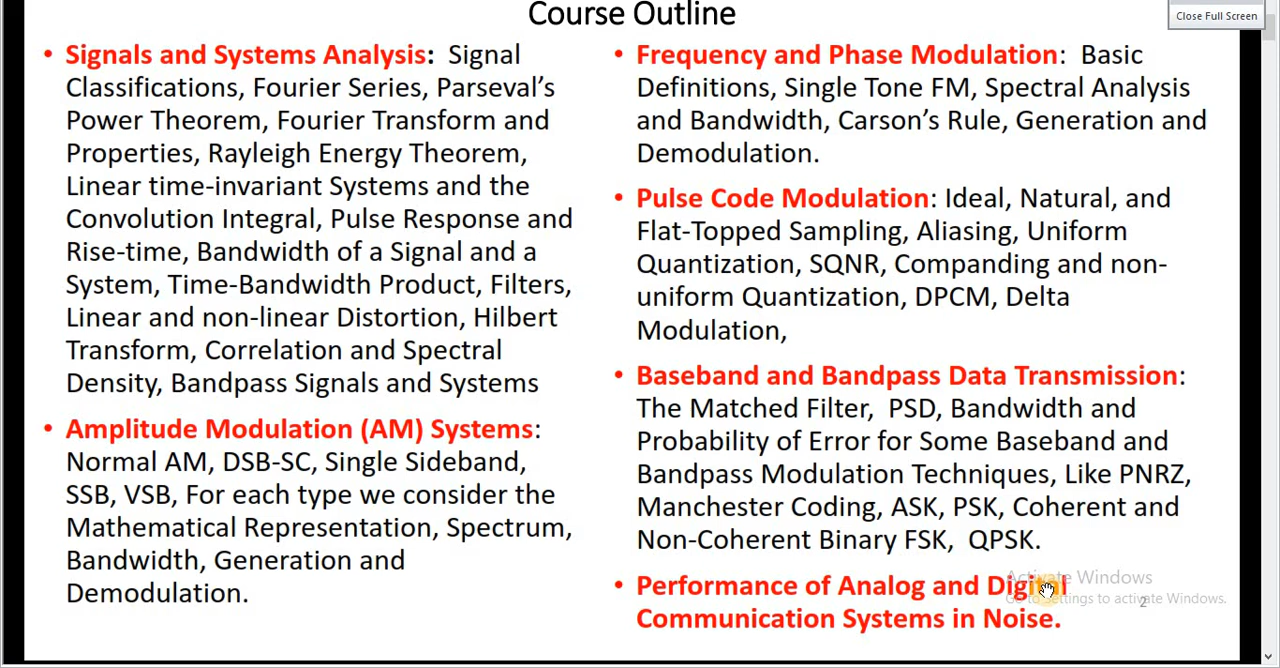 Course Outline
Close Full Screen
• Signals and Systems Analysis: Signal
Classifications, Fourier Series, Parseval's
Power Theorem, Fourier Transform and
Properties, Rayleigh Energy Theorem,
Linear time-invariant Systems and the
Convolution Integral, Pulse Response and
Rise-time, Bandwidth of a Signal and a
System, Time-Bandwidth Product, Filters,
Linear and non-linear Distortion, Hilbert
Transform, Correlation and Spectral
Density, Bandpass Signals and Systems
• Amplitude Modulation (AM) Systems:
Normal AM, DSB-SC, Single Sideband,
SSB, VSB, For each type we consider the
Mathematical Representation, Spectrum,
Bandwidth, Generation and
Demodulation.
• Frequency and Phase Modulation: Basic
Definitions, Single Tone FM, Spectral Analysis
and Bandwidth, Carson's Rule, Generation and
Demodulation.
• Pulse Code Modulation: Ideal, Natural, and
Flat-Topped Sampling, Aliasing, Uniform
Quantization, SQNR, Companding and non-
uniform Quantization, DPCM, Delta
Modulation,
• Baseband and Bandpass Data Transmission:
The Matched Filter, PSD, Bandwidth and
Probability of Error for Some Baseband and
Bandpass Modulation Techniques, Like PNRZ,
Manchester Coding, ASK, PSK, Coherent and
Non-Coherent Binary FSK, QPSK.
• Performance of Analog and Digital
Communication Systems in Noise.
Activate Windows
Go to Settings to activate Windows.
2